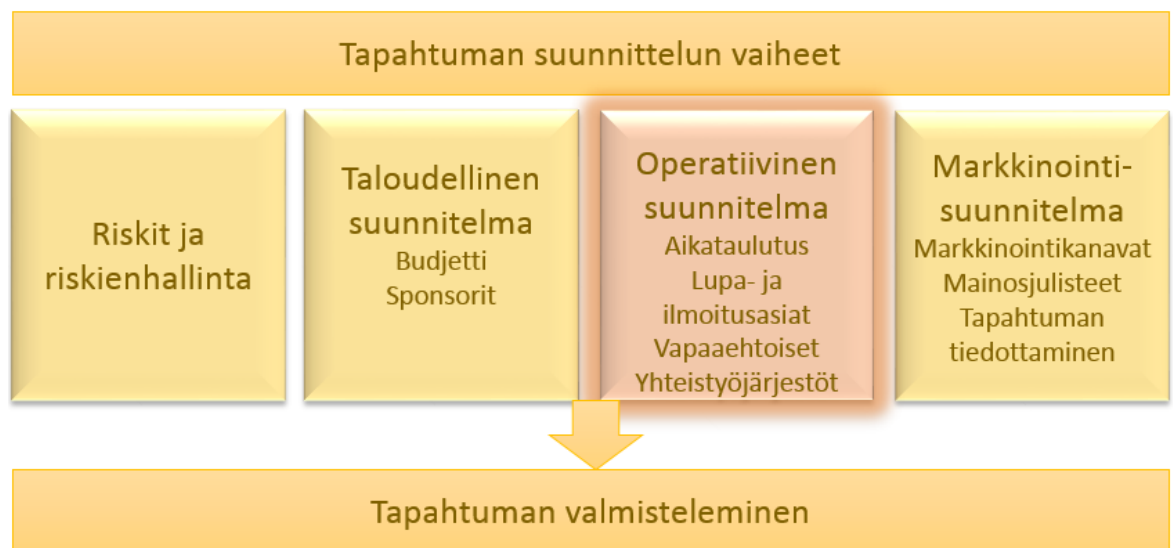 Tapahtuman suunnittelun vaiheet
Riskit ja
riskienhallinta
Taloudellinen
suunnitelma
Budjetti
Sponsorit
Operatiivinen
suunnitelma
Aikataulutus
Lupa- ja
ilmoitusasiat
Vapaaehtoiset
Yhteistyöjärjestöt
Markkinointi-
suunnitelma
Markkinointikanavat
Mainosjulisteet
Tapahtuman
tiedottaminen
Tapahtuman valmisteleminen